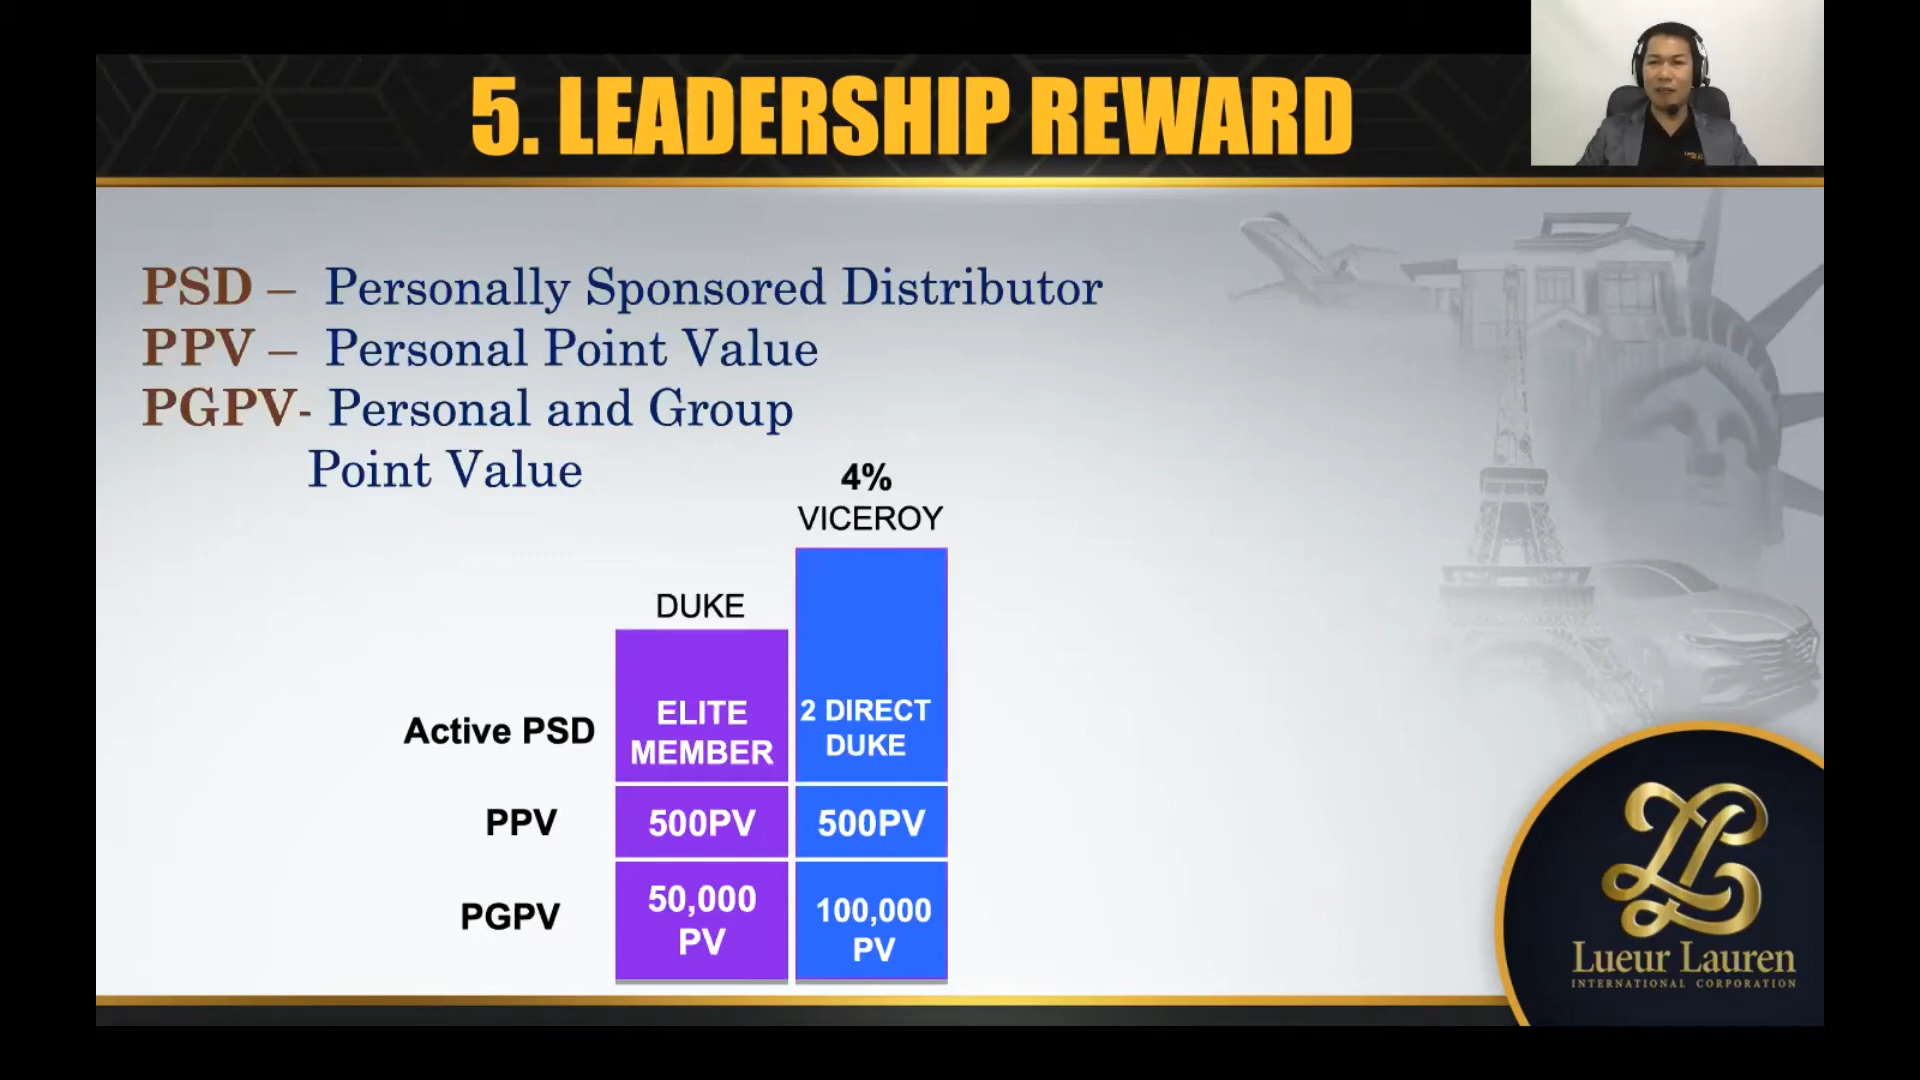 5. LEADERSHIP REWARD
PSD – Personally Sponsored Distributor
PPV – Personal Point Value
PGPV- Personal and Group
Point Value
4%
VICEROY
DUKE
Active PSD
ELITE
MEMBER
2 DIRECT
DUKE
PPV
500PV
500PV
PGPV
50,000
PV
100,000
PV
Lueur Lauren
INTERNATIONAL CORPORATION